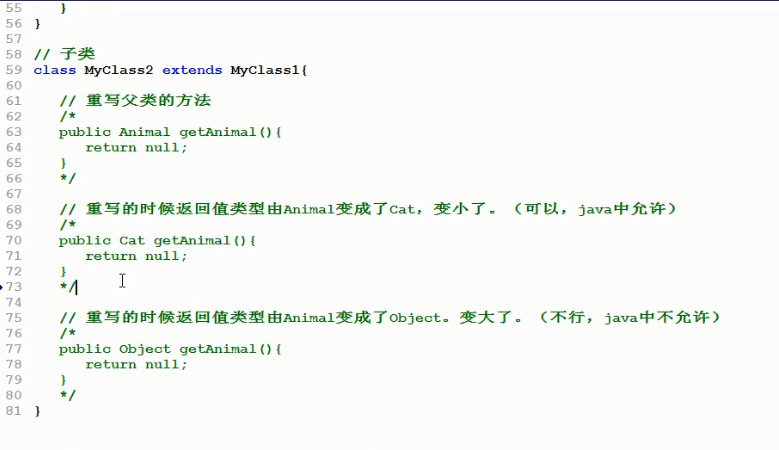 55 }
56 }
57
58 // 子类
59 class MyClass2 extends MyClass1{
60
61 // 重写父类的方法
62 /*
63 public Animal getAnimal(){
64 return null;
65 }
66 */
67
68 // 重写的时候返回值类型由Animal变成了Cat，变小了。（可以，java中允许）
69 /*
70 public Cat getAnimal(){
71 return null;
72 }
73 */
74
75 // 重写的时候返回值类型由Animal变成了Object。变大了。（不行，java中不允许）
76 /*
77 public Object getAnimal(){
78 return null;
79 }
80 */
81 }